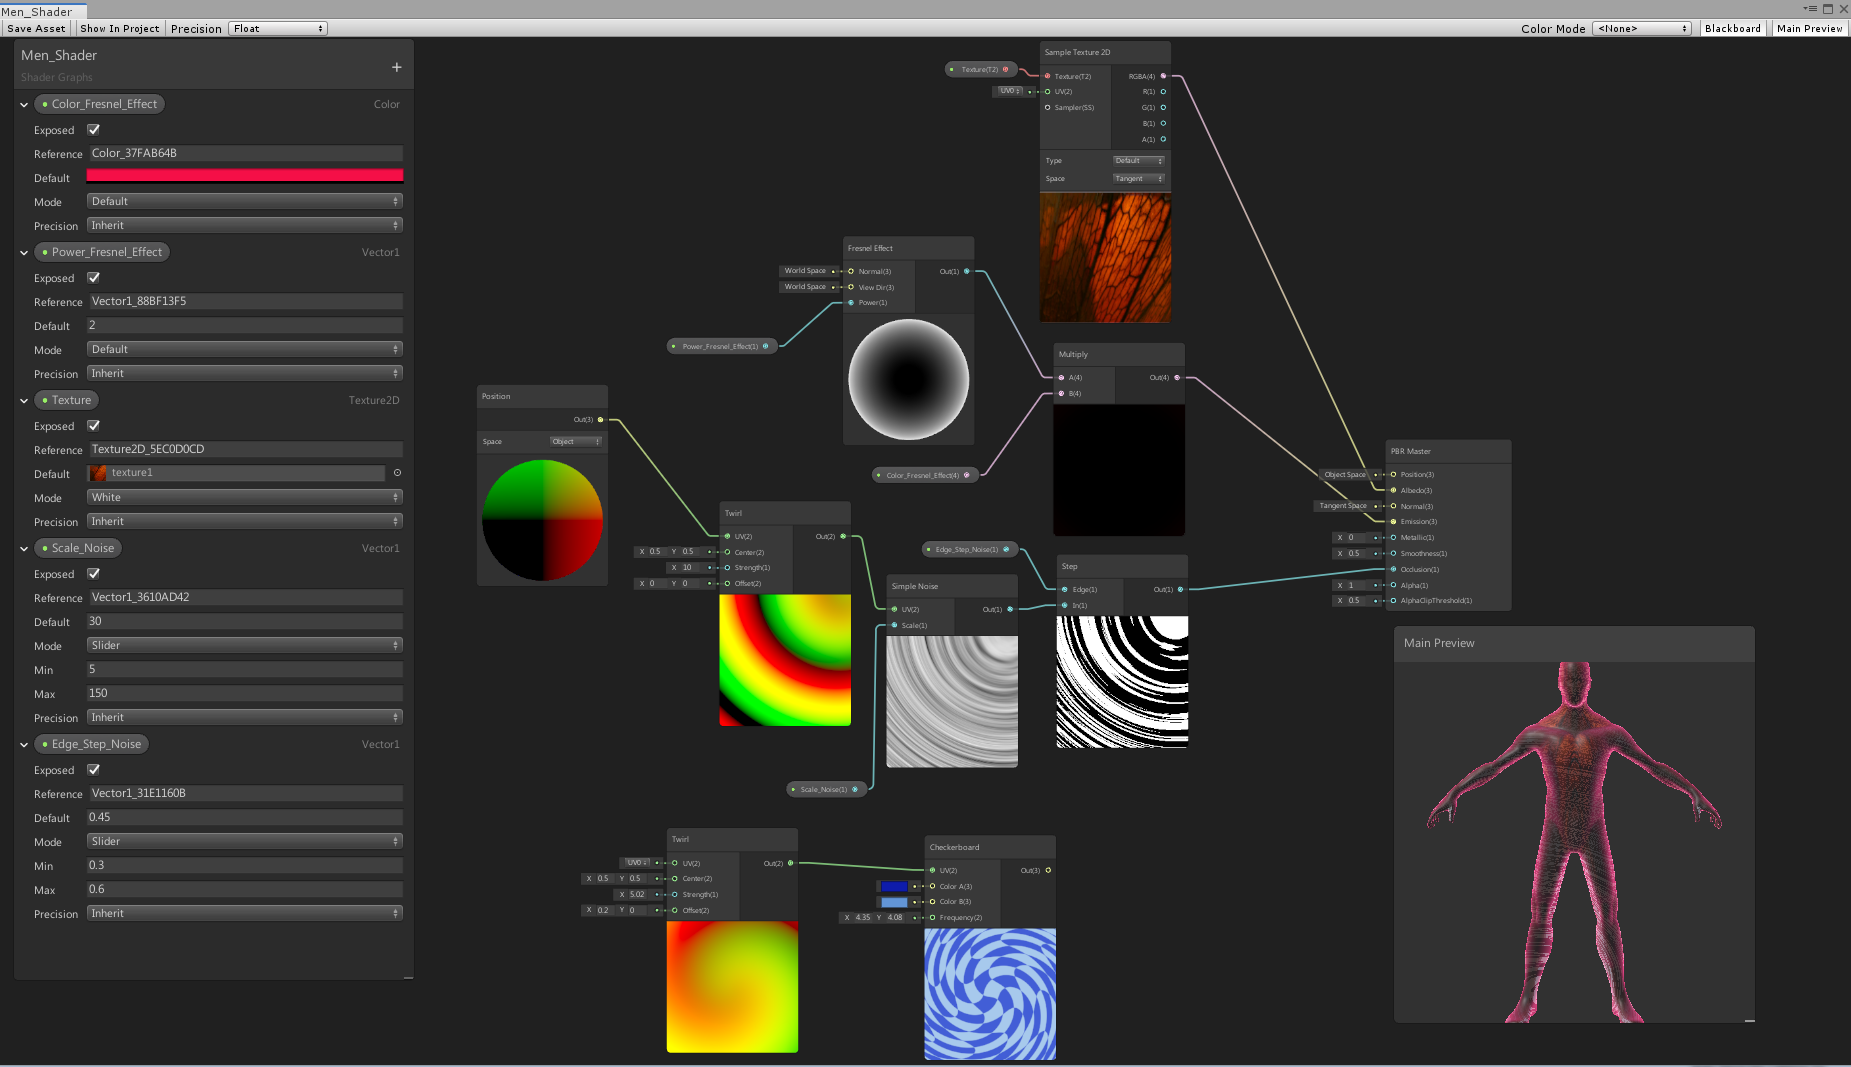 Men_Shader
Save Asset Show In Project Precision Float Color Mode <None> Blackboard Main Preview
Men_Shader
Shader Graphs
+
Color_Fresnel_Effect Color
Exposed
Reference Color_37FAB64B
Default
Mode Default
Precision Inherit
Power_Fresnel_Effect Vector1
Exposed
Reference Vector1_88BF13F5
Default 2
Mode Default
Precision Inherit
Texture Texture2D
Exposed
Reference Texture2D_5EC0D0CD
Default texture1
Mode White
Precision Inherit
Scale_Noise Vector1
Exposed
Reference Vector1_3610AD42
Default 30
Mode Slider
Min 5
Max 150
Precision Inherit
Edge_Step_Noise Vector1
Exposed
Reference Vector1_31E1160B
Default 0.45
Mode Slider
Min 0.3
Max 0.6
Precision Inherit
Texture(T2)
UV0
Sample Texture 2D
Texture(T2) RGBA(4)
UV(2) R(1)
Sampler(SS) G(1)
B(1)
A(1)
Type Default
Space Tangent
Fresnel Effect
World Space Normal(3) Out(1)
World Space View Dir(3)
Power(1)
Power_Fresnel_Effect(1)
Multiply
A(4) Out(4)
B(4)
Color_Fresnel_Effect(4)
Position
Out(3)
Space Object
Twirl
UV(2) Out(2)
X 0.5 Y 0.5 Center(2)
X 10 Strength(1)
X 0 Y 0 Offset(2)
Edge_Step_Noise(1)
Simple Noise
UV(2) Out(1)
Scale(1)
Scale_Noise(1)
Step
Edge(1) Out(1)
In(1)
PBR Master
Object Space Position(3)
Albedo(3)
Tangent Space Normal(3)
Emission(3)
X 0 Metallic(1)
X 0.5 Smoothness(1)
Occlusion(1)
X 1 Alpha(1)
X 0.5 AlphaClipThreshold(1)
Main Preview
Twirl
UV0 UV(2) Out(2)
X 0.5 Y 0.5 Center(2)
X 5.02 Strength(1)
X 0.2 Y 0 Offset(2)
Checkerboard
UV(2) Out(3)
Color A(3)
Color B(3)
X 4.35 Y 4.08 Frequency(2)